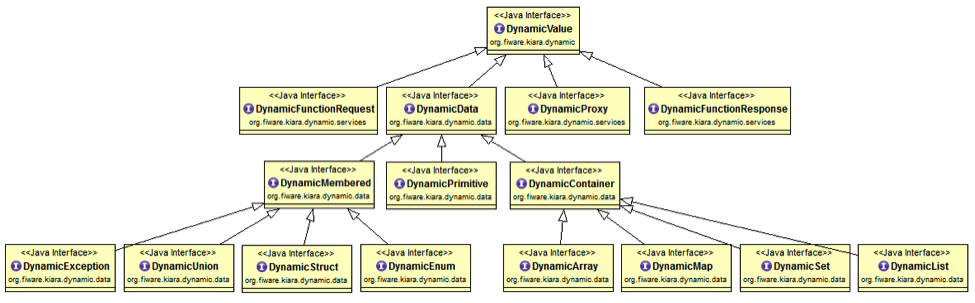 <<Java Interface>>
DynamicValue
org.fiware.kiara.dynamic
<<Java Interface>>
DynamicFunctionRequest
org.fiware.kiara.dynamic.services
<<Java Interface>>
DynamicData
org.fiware.kiara.dynamic.data
<<Java Interface>>
DynamicProxy
org.fiware.kiara.dynamic.services
<<Java Interface>>
DynamicFunctionResponse
org.fiware.kiara.dynamic.services
<<Java Interface>>
DynamicMembered
org.fiware.kiara.dynamic.data
<<Java Interface>>
DynamicPrimitive
org.fiware.kiara.dynamic.data
<<Java Interface>>
DynamicContainer
org.fiware.kiara.dynamic.data
<<Java Interface>>
DynamicException
org.fiware.kiara.dynamic.data
<<Java Interface>>
DynamicUnion
org.fiware.kiara.dynamic.data
<<Java Interface>>
DynamicStruct
org.fiware.kiara.dynamic.data
<<Java Interface>>
DynamicEnum
org.fiware.kiara.dynamic.data
<<Java Interface>>
DynamicArray
org.fiware.kiara.dynamic.data
<<Java Interface>>
DynamicMap
org.fiware.kiara.dynamic.data
<<Java Interface>>
DynamicSet
org.fiware.kiara.dynamic.data
<<Java Interface>>
DynamicList
org.fiware.kiara.dynamic.data